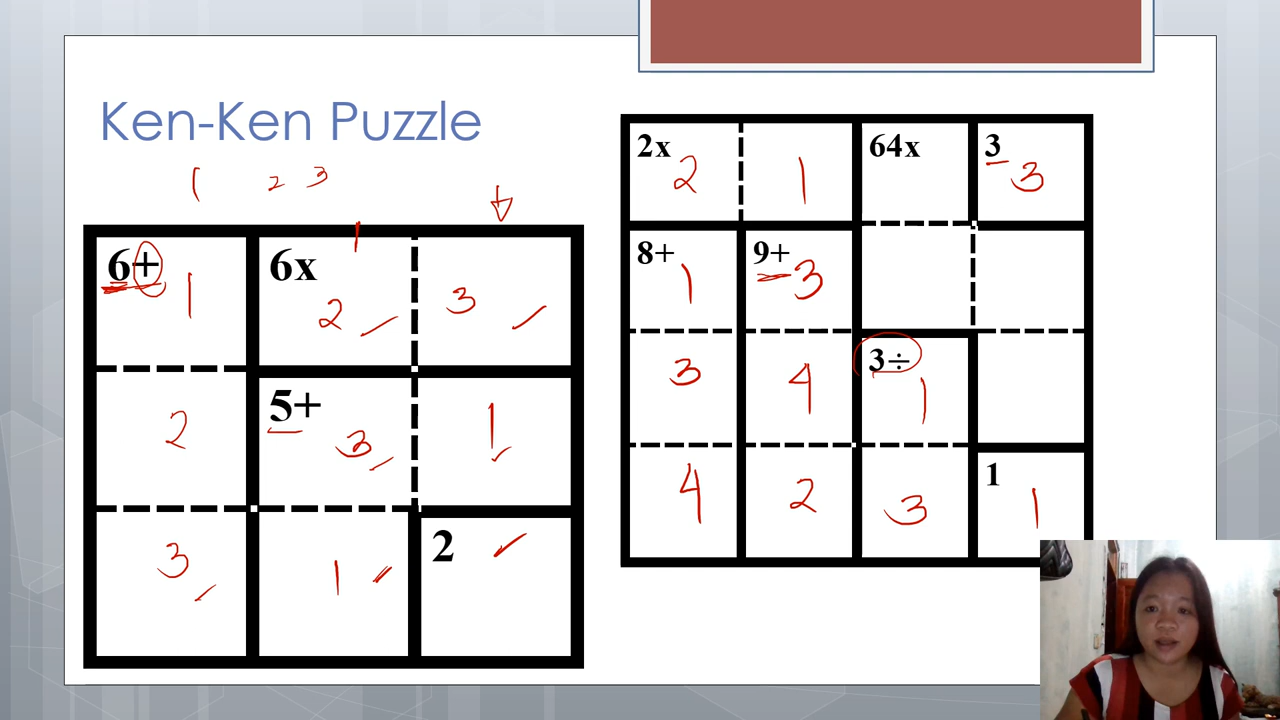 Ken-Ken Puzzle
1 2 3
1
6+ 1 6x 2 3
2 5+ 3 1
3 1 2
2x 2 1 64x 3 3
8+ 1 9+ 3
3 4 3÷ 1
4 2 3 1 1